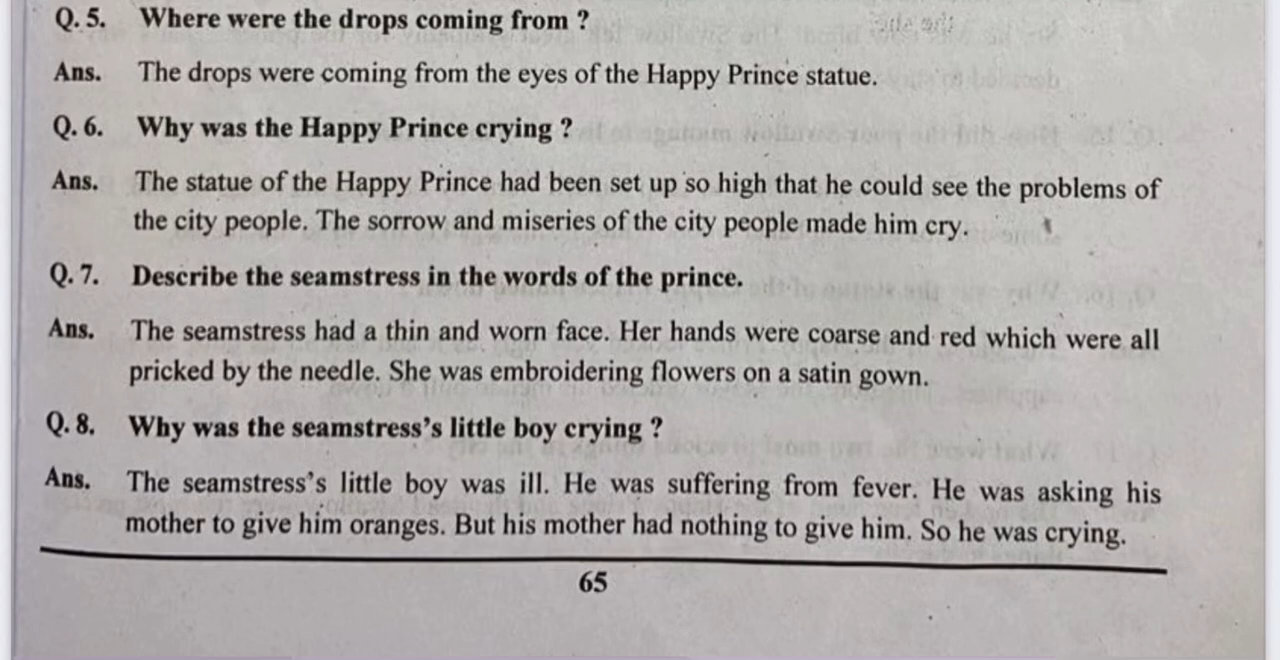 Q. 5. Where were the drops coming from ?
Ans. The drops were coming from the eyes of the Happy Prince statue.
Q. 6. Why was the Happy Prince crying ?
Ans. The statue of the Happy Prince had been set up so high that he could see the problems of
the city people. The sorrow and miseries of the city people made him cry.
Q. 7. Describe the seamstress in the words of the prince.
Ans. The seamstress had a thin and worn face. Her hands were coarse and red which were all
pricked by the needle. She was embroidering flowers on a satin gown.
Q. 8. Why was the seamstress's little boy crying ?
Ans. The seamstress's little boy was ill. He was suffering from fever. He was asking his
mother to give him oranges. But his mother had nothing to give him. So he was crying.
65